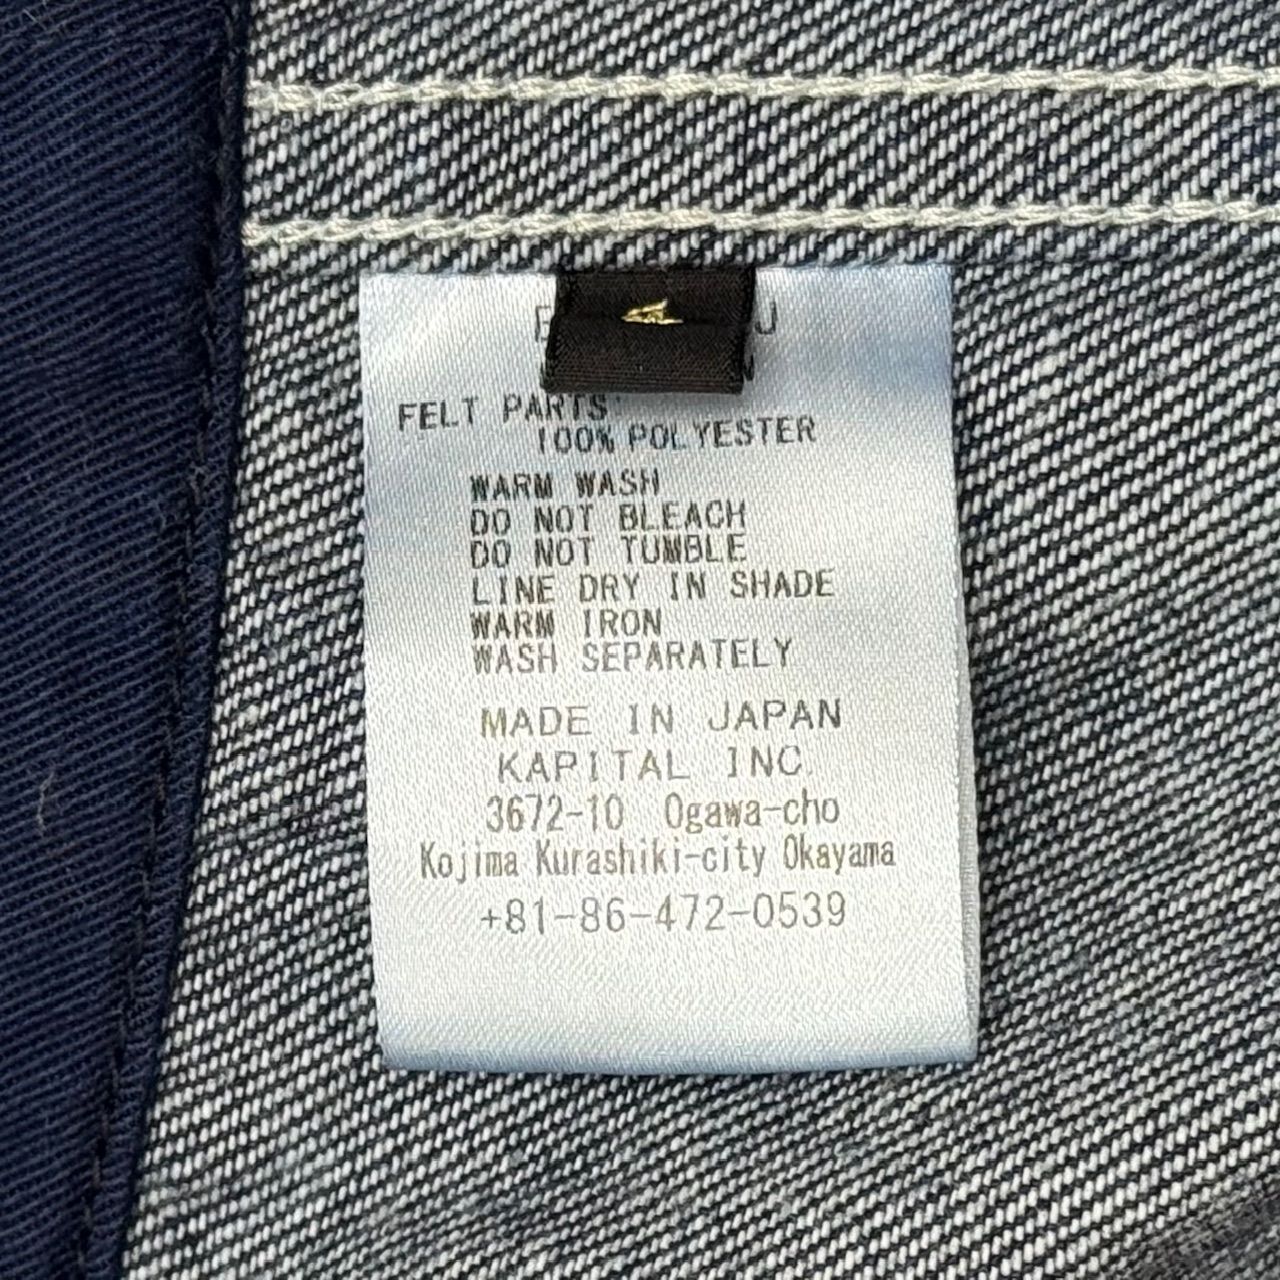 4
FELT PARTS:
100% POLYESTER
WARM WASH
DO NOT BLEACH
DO NOT TUMBLE
LINE DRY IN SHADE
WARM IRON
WASH SEPARATELY
MADE IN JAPAN
KAPITAL INC.
3672-10 Ogawa-cho
Kojima Kurashiki-city Okayama
+81-86-472-0539